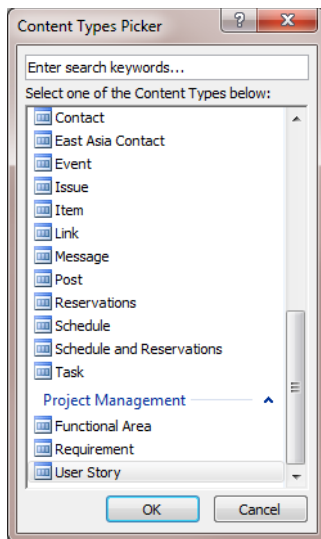 Content Types Picker
?
Enter search keywords...
Select one of the Content Types below:
Contact
East Asia Contact
Event
Issue
Item
Link
Message
Post
Reservations
Schedule
Schedule and Reservations
Task
Project Management
Functional Area
Requirement
User Story
OK Cancel